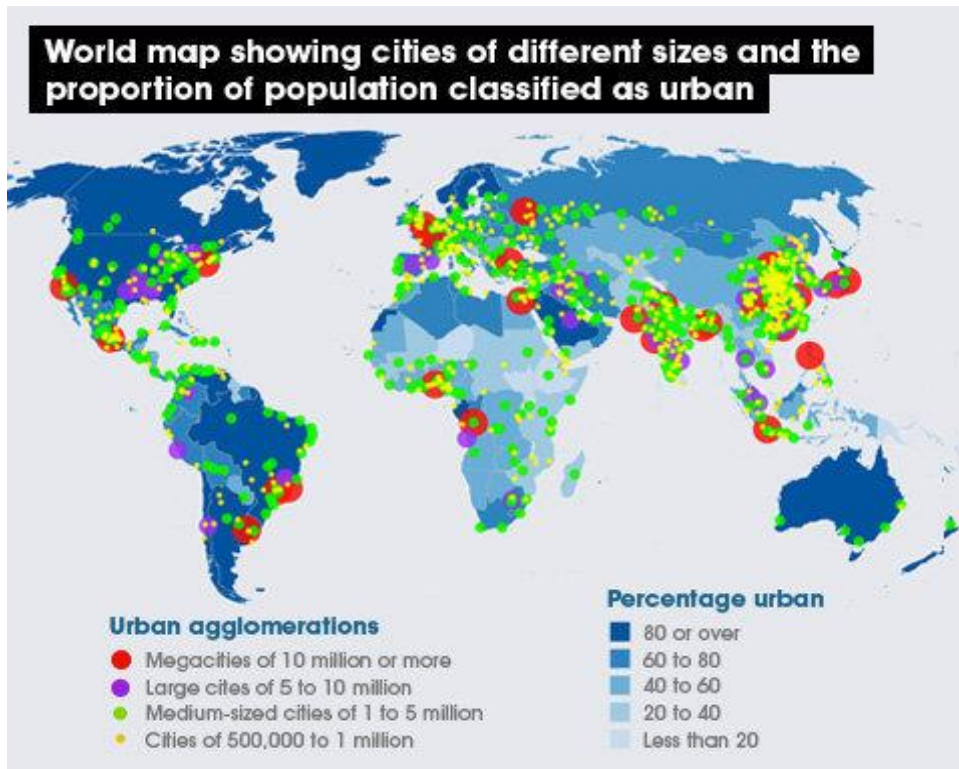 World map showing cities of different sizes and the
proportion of population classified as urban
Urban agglomerations
Megacities of 10 million or more
Large cites of 5 to 10 million
Medium-sized cities of 1 to 5 million
Cities of 500,000 to 1 million
Percentage urban
80 or over
60 to 80
40 to 60
20 to 40
Less than 20